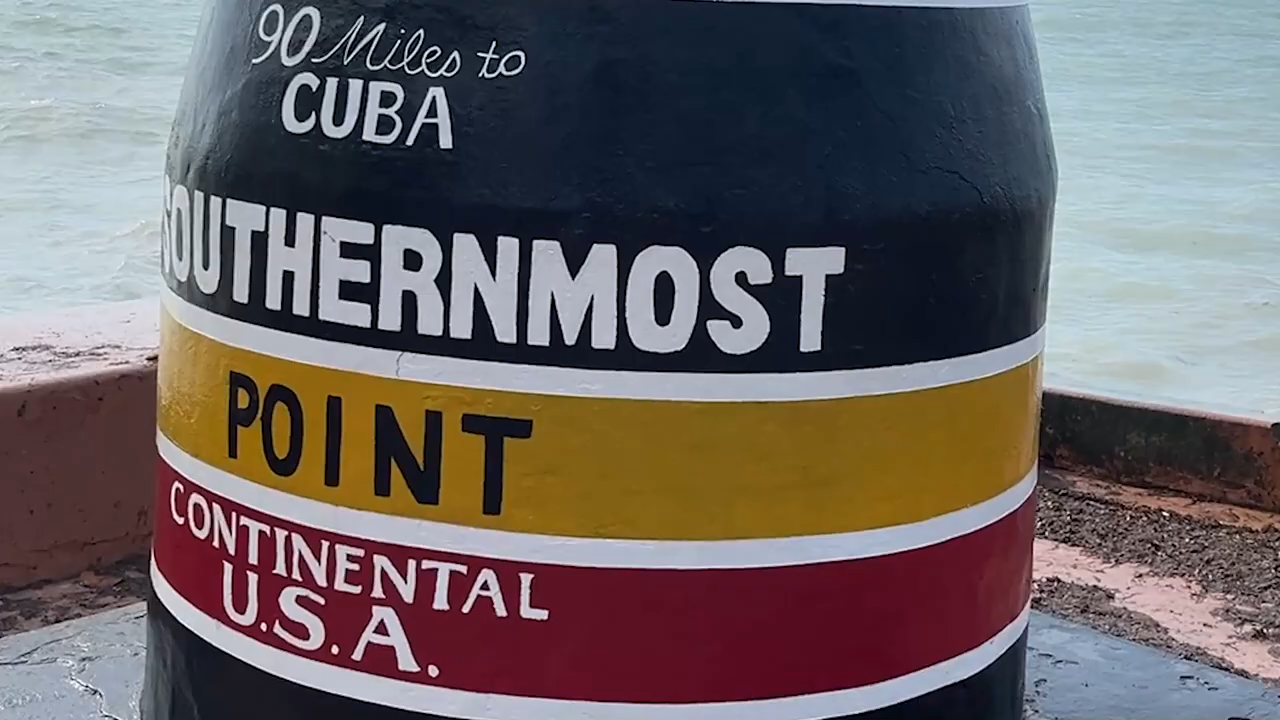 90 Miles to
CUBA
SOUTHERNMOST
POINT
CONTINENTAL
U.S.A.